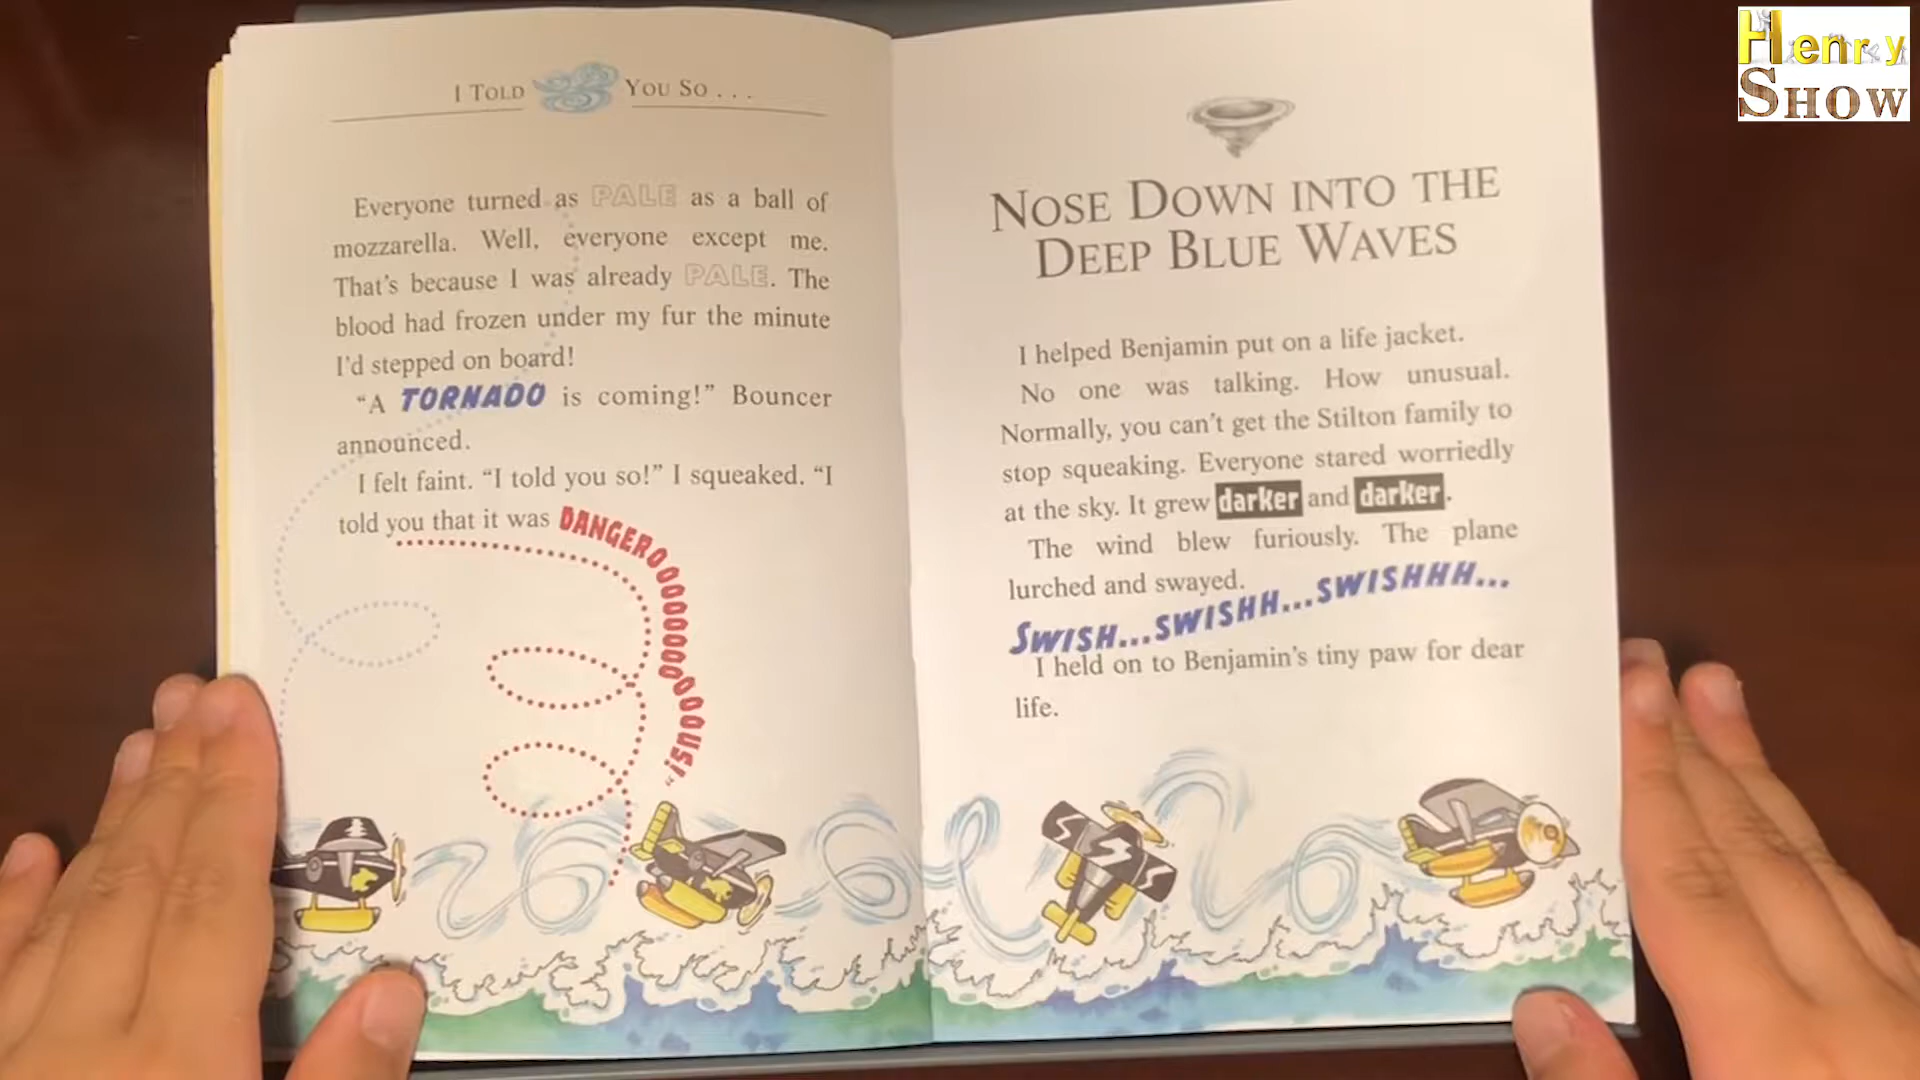 I TOLD YOU SO . . .
Everyone turned as PALE as a ball of
mozzarella. Well, everyone except me.
That's because I was already PALE. The
blood had frozen under my fur the minute
I'd stepped on board!
“A TORNADO is coming!” Bouncer
announced.
I felt faint. “I told you so!” I squeaked. “I
told you that it was DANGEROOOOOOOOOOOOUS!”
NOSE DOWN INTO THE
DEEP BLUE WAVES
I helped Benjamin put on a life jacket.
No one was talking. How unusual.
Normally, you can't get the Stilton family to
stop squeaking. Everyone stared worriedly
at the sky. It grew darker and darker.
The wind blew furiously. The plane
lurched and swayed.
SWISH...SWISHH...SWISHHH...
I held on to Benjamin's tiny paw for dear
life.
Henry
SHOW